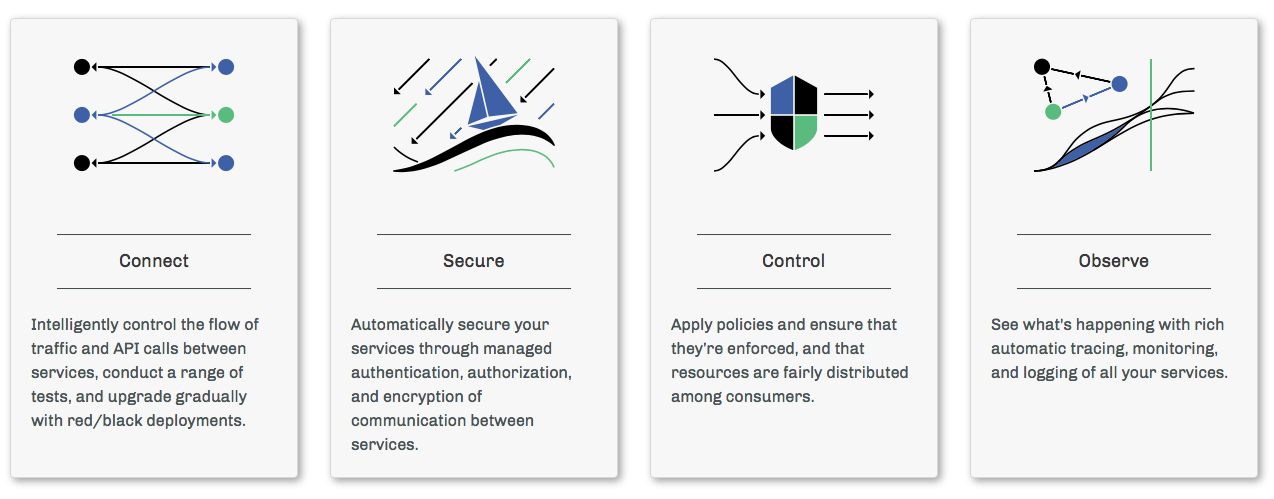 Connect
Intelligently control the flow of
traffic and API calls between
services, conduct a range of
tests, and upgrade gradually
with red/black deployments.
Secure
Automatically secure your
services through managed
authentication, authorization,
and encryption of
communication between
services.
Control
Apply policies and ensure that
they're enforced, and that
resources are fairly distributed
among consumers.
Observe
See what's happening with rich
automatic tracing, monitoring,
and logging of all your services.